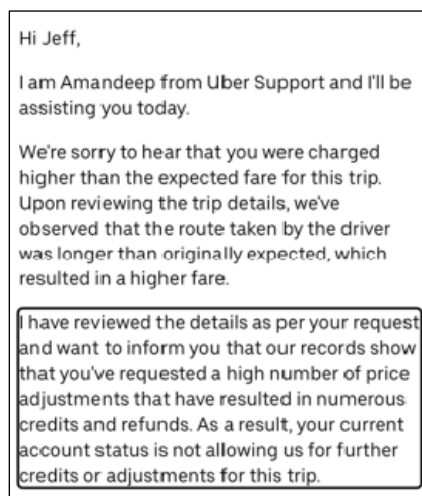 Hi Jeff,
I am Amandeep from Uber Support and I'll be
assisting you today.
We're sorry to hear that you were charged
higher than the expected fare for this trip.
Upon reviewing the trip details, we've
observed that the route taken by the driver
was longer than originally expected, which
resulted in a higher fare.
I have reviewed the details as per your request
and want to inform you that our records show
that you've requested a high number of price
adjustments that have resulted in numerous
credits and refunds. As a result, your current
account status is not allowing us for further
credits or adjustments for this trip.